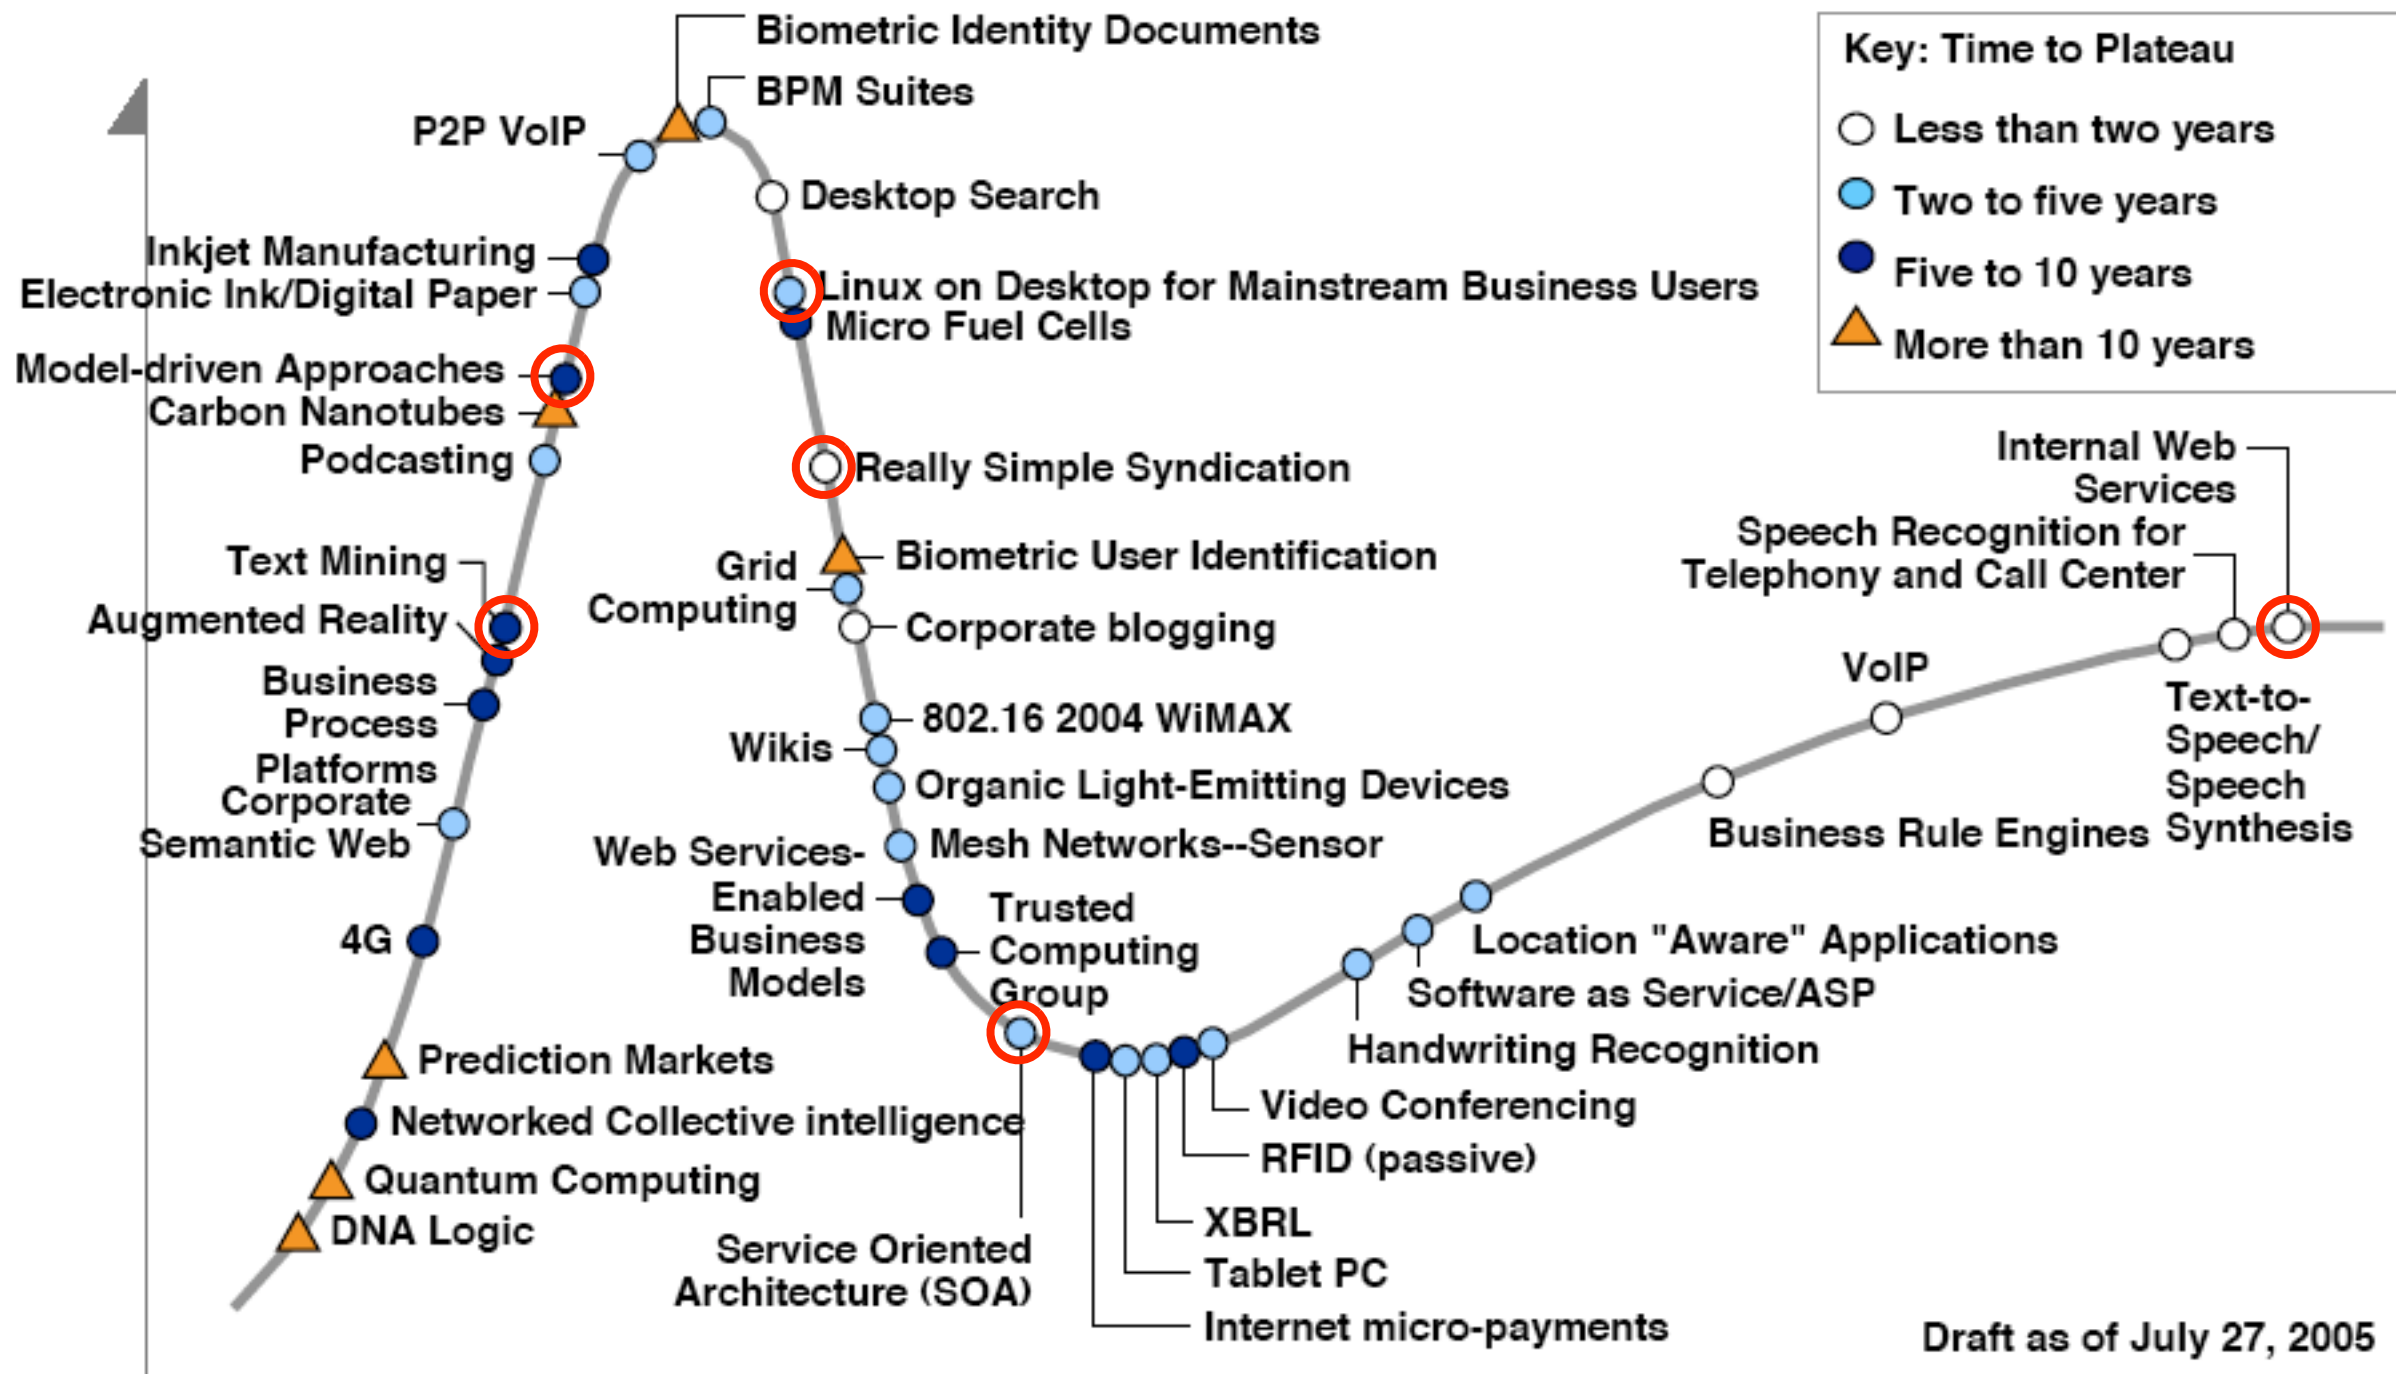 Biometric Identity Documents
BPM Suites
P2P VoIP
Desktop Search
Inkjet Manufacturing
Electronic Ink/Digital Paper
Linux on Desktop for Mainstream Business Users
Micro Fuel Cells
Model-driven Approaches
Carbon Nanotubes
Podcasting
Really Simple Syndication
Text Mining
Augmented Reality
Business
Process
Platforms
Corporate
Semantic Web
4G
Prediction Markets
Networked Collective intelligence
Quantum Computing
DNA Logic
Biometric User Identification
Grid
Computing
Corporate blogging
802.16 2004 WiMAX
Wikis
Organic Light-Emitting Devices
Mesh Networks--Sensor
Web Services-
Enabled
Business
Models
Trusted
Computing
Group
Service Oriented
Architecture (SOA)
Internet micro-payments
Tablet PC
XBRL
RFID (passive)
Video Conferencing
Handwriting Recognition
Software as Service/ASP
Location "Aware" Applications
Business Rule Engines
VoIP
Text-to-
Speech/
Speech
Synthesis
Speech Recognition for
Telephony and Call Center
Internal Web
Services
Key: Time to Plateau
Less than two years
Two to five years
Five to 10 years
More than 10 years
Draft as of July 27, 2005